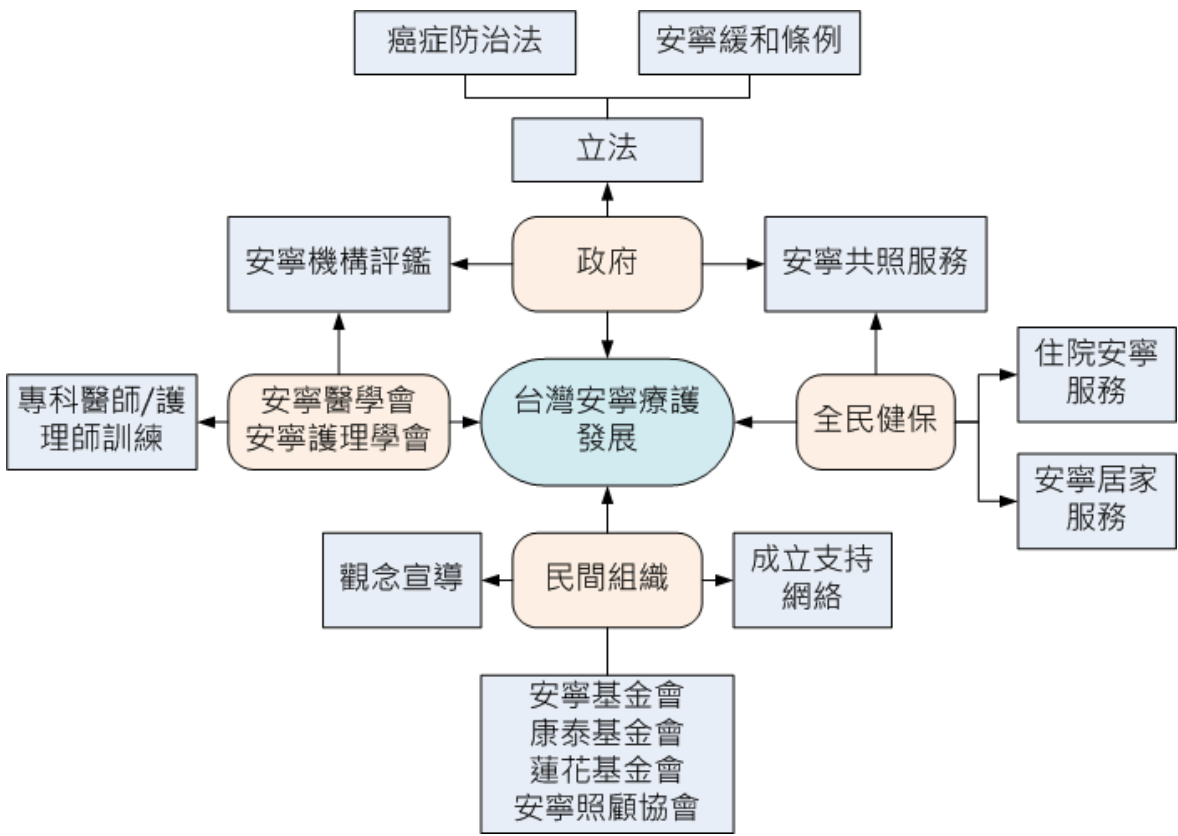 癌症防治法
安寧緩和條例
立法
安寧機構評鑑
政府
安寧共照服務
住院安寧
服務
專科醫師/護
理師訓練
安寧醫學會
安寧護理學會
台灣安寧療護
發展
全民健保
安寧居家
服務
觀念宣導
民間組織
成立支持
網絡
安寧基金會
康泰基金會
蓮花基金會
安寧照顧協會